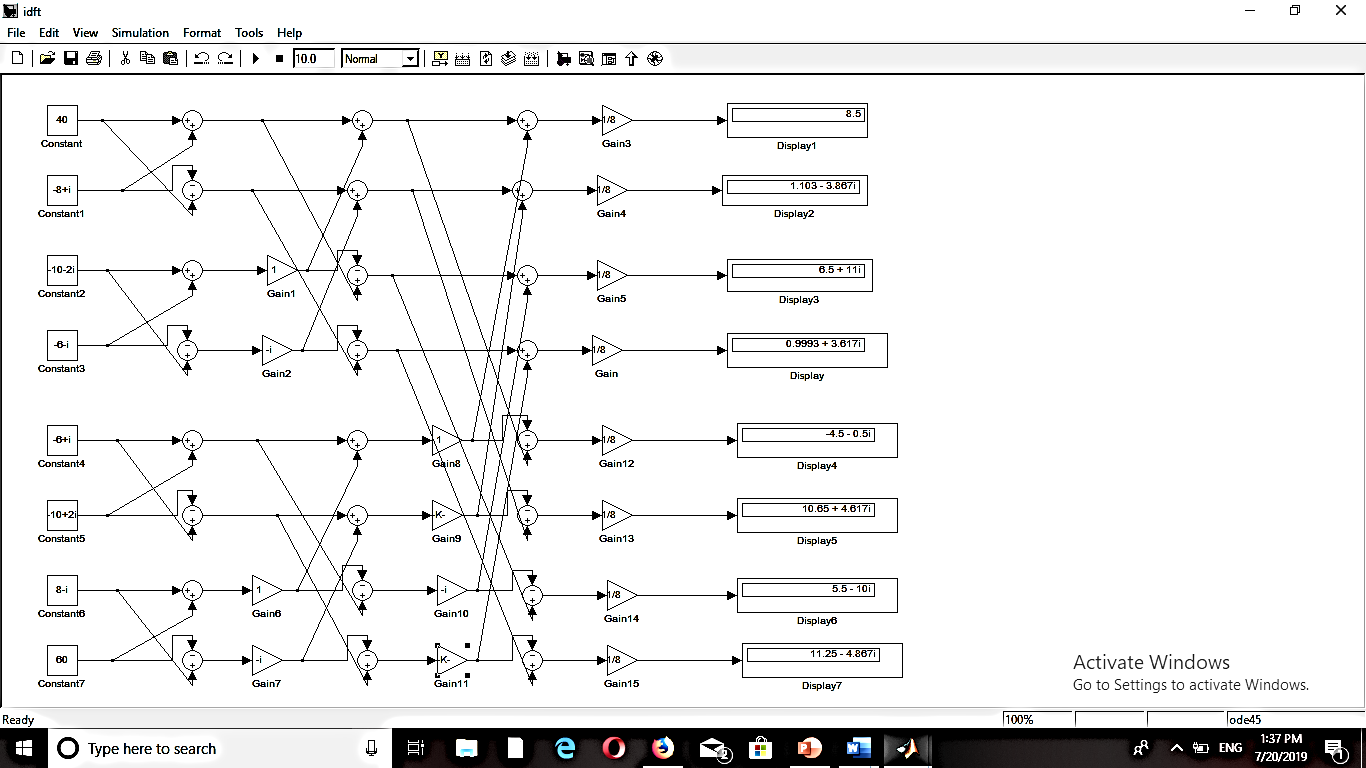 idft
File Edit View Simulation Format Tools Help
10.0 Normal
40
Constant
1/8
Gain3
8.5
Display1
-8+i
Constant1
1/8
Gain4
1.103 - 3.867i
Display2
-10-2i
Constant2
1
Gain1
1/8
Gain5
6.5 + 11i
Display3
-6-i
Constant3
-i
Gain2
1/8
Gain
0.9993 + 3.617i
Display
-6+i
Constant4
1
Gain8
1/8
Gain12
-4.5 - 0.5i
Display4
-10+2i
Constant5
-K-
Gain9
1/8
Gain13
10.65 + 4.617i
Display5
8-i
Constant6
1
Gain6
-i
Gain10
1/8
Gain14
5.5 - 10i
Display6
60
Constant7
-i
Gain7
-K-
Gain11
1/8
Gain15
11.25 - 4.867i
Display7
Activate Windows
Go to Settings to activate Windows.
Ready 100% ode45
Type here to search
2
ENG
1:37 PM
7/20/2019
1